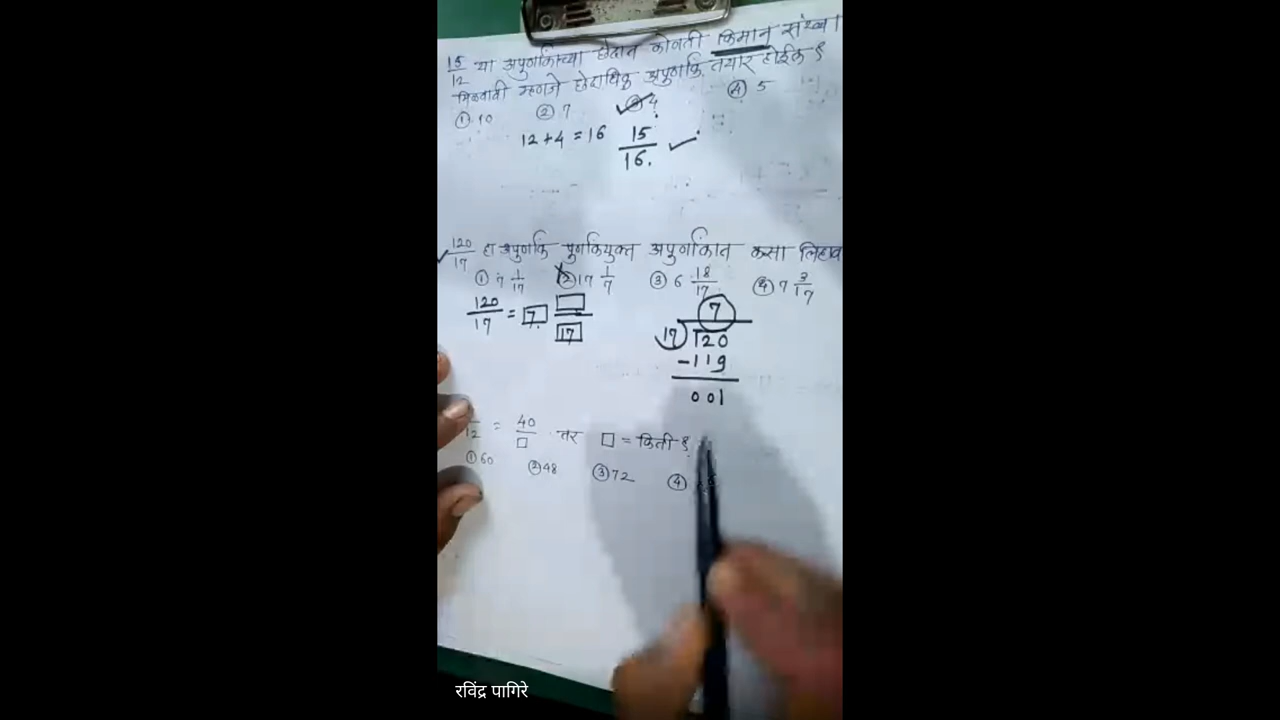 15/12 या अपुर्णांकाच्या छेदात कोणती किमान संख्या
मिळवावी म्हणजे छेदाधिक अपुर्णांक तयार होईल ?
① 10 ② 7 ③ 4 ④ 5
12 + 4 = 16 15/16.
120/17 हा अपुर्णांक पुर्णांकयुक्त अपुर्णांकात कसा लिहाव
① 7 1/17 ② 17 1/7 ③ 6 18/17 ④ 7 3/17
120/17 = 7 □/17
7
17 120
-119
001
12 = 40/□ तर □ = किती ?
① 60 ② 48 ③ 72 ④
रविंद्र पागिरे